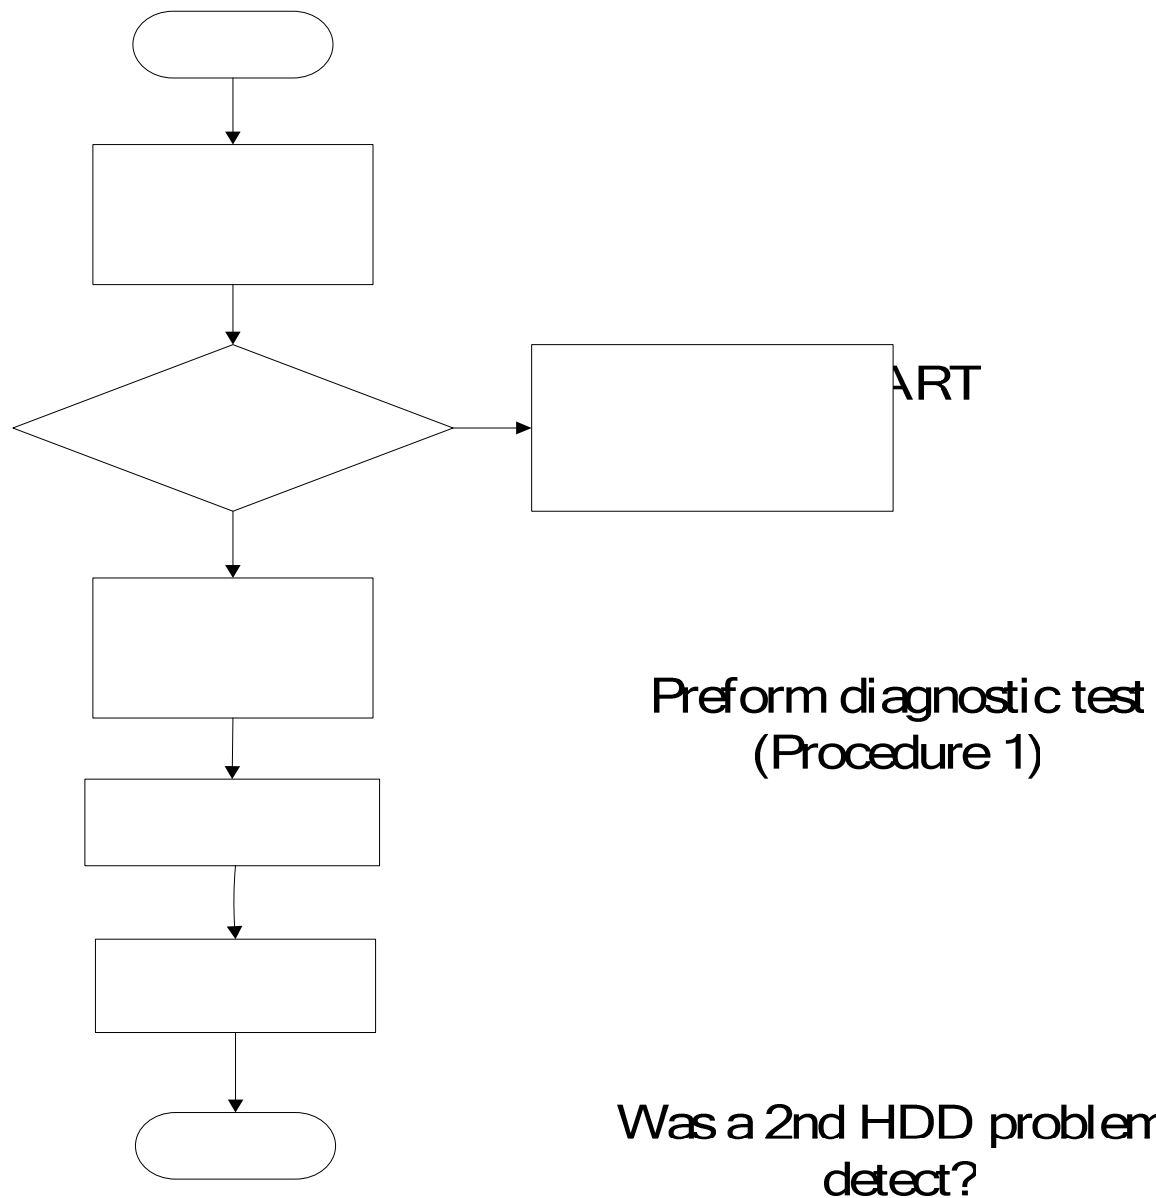 ART
Preform diagnostic test
(Procedure 1)
Was a 2nd HDD problem
detect?